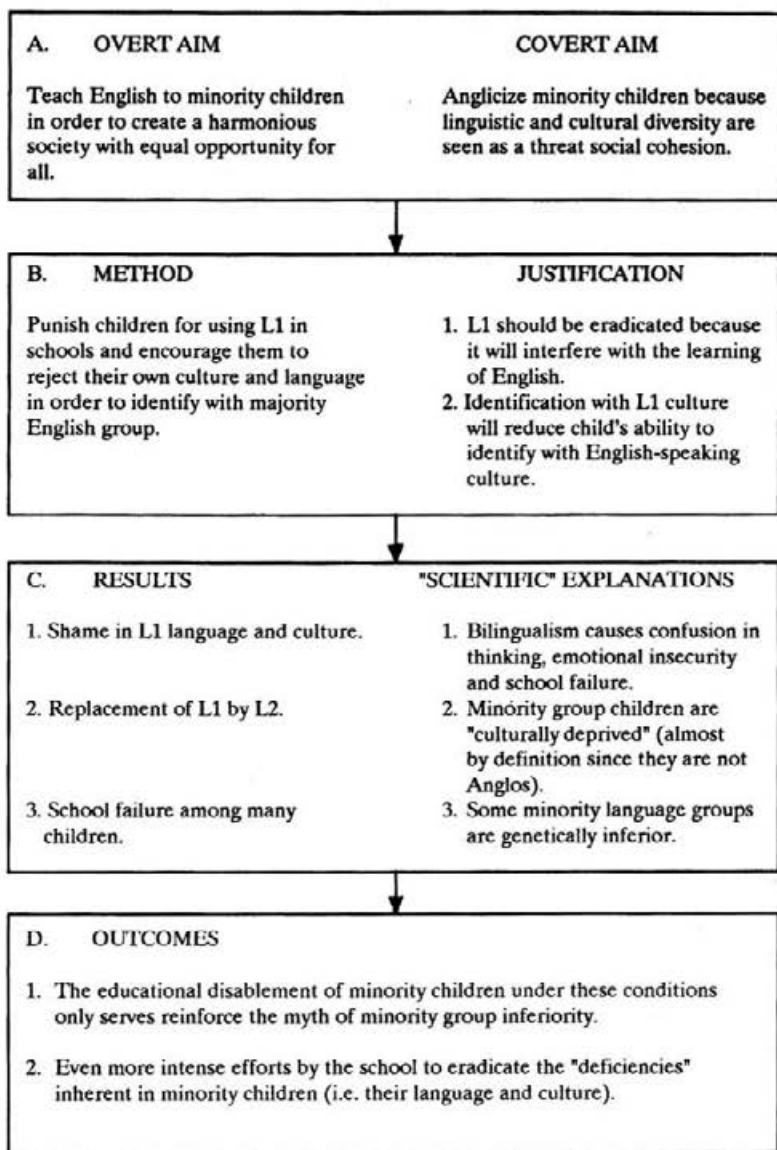 A. OVERT AIM
Teach English to minority children
in order to create a harmonious
society with equal opportunity for
all.
COVERT AIM
Anglicize minority children because
linguistic and cultural diversity are
seen as a threat social cohesion.
B. METHOD
Punish children for using L1 in
schools and encourage them to
reject their own culture and language
in order to identify with majority
English group.
JUSTIFICATION
1. L1 should be eradicated because
it will interfere with the learning
of English.
2. Identification with L1 culture
will reduce child's ability to
identify with English-speaking
culture.
C. RESULTS
1. Shame in L1 language and culture.
2. Replacement of L1 by L2.
3. School failure among many
children.
"SCIENTIFIC" EXPLANATIONS
1. Bilingualism causes confusion in
thinking, emotional insecurity
and school failure.
2. Minority group children are
"culturally deprived" (almost
by definition since they are not
Anglos).
3. Some minority language groups
are genetically inferior.
D. OUTCOMES
1. The educational disablement of minority children under these conditions
only serves reinforce the myth of minority group inferiority.
2. Even more intense efforts by the school to eradicate the "deficiencies"
inherent in minority children (i.e. their language and culture).